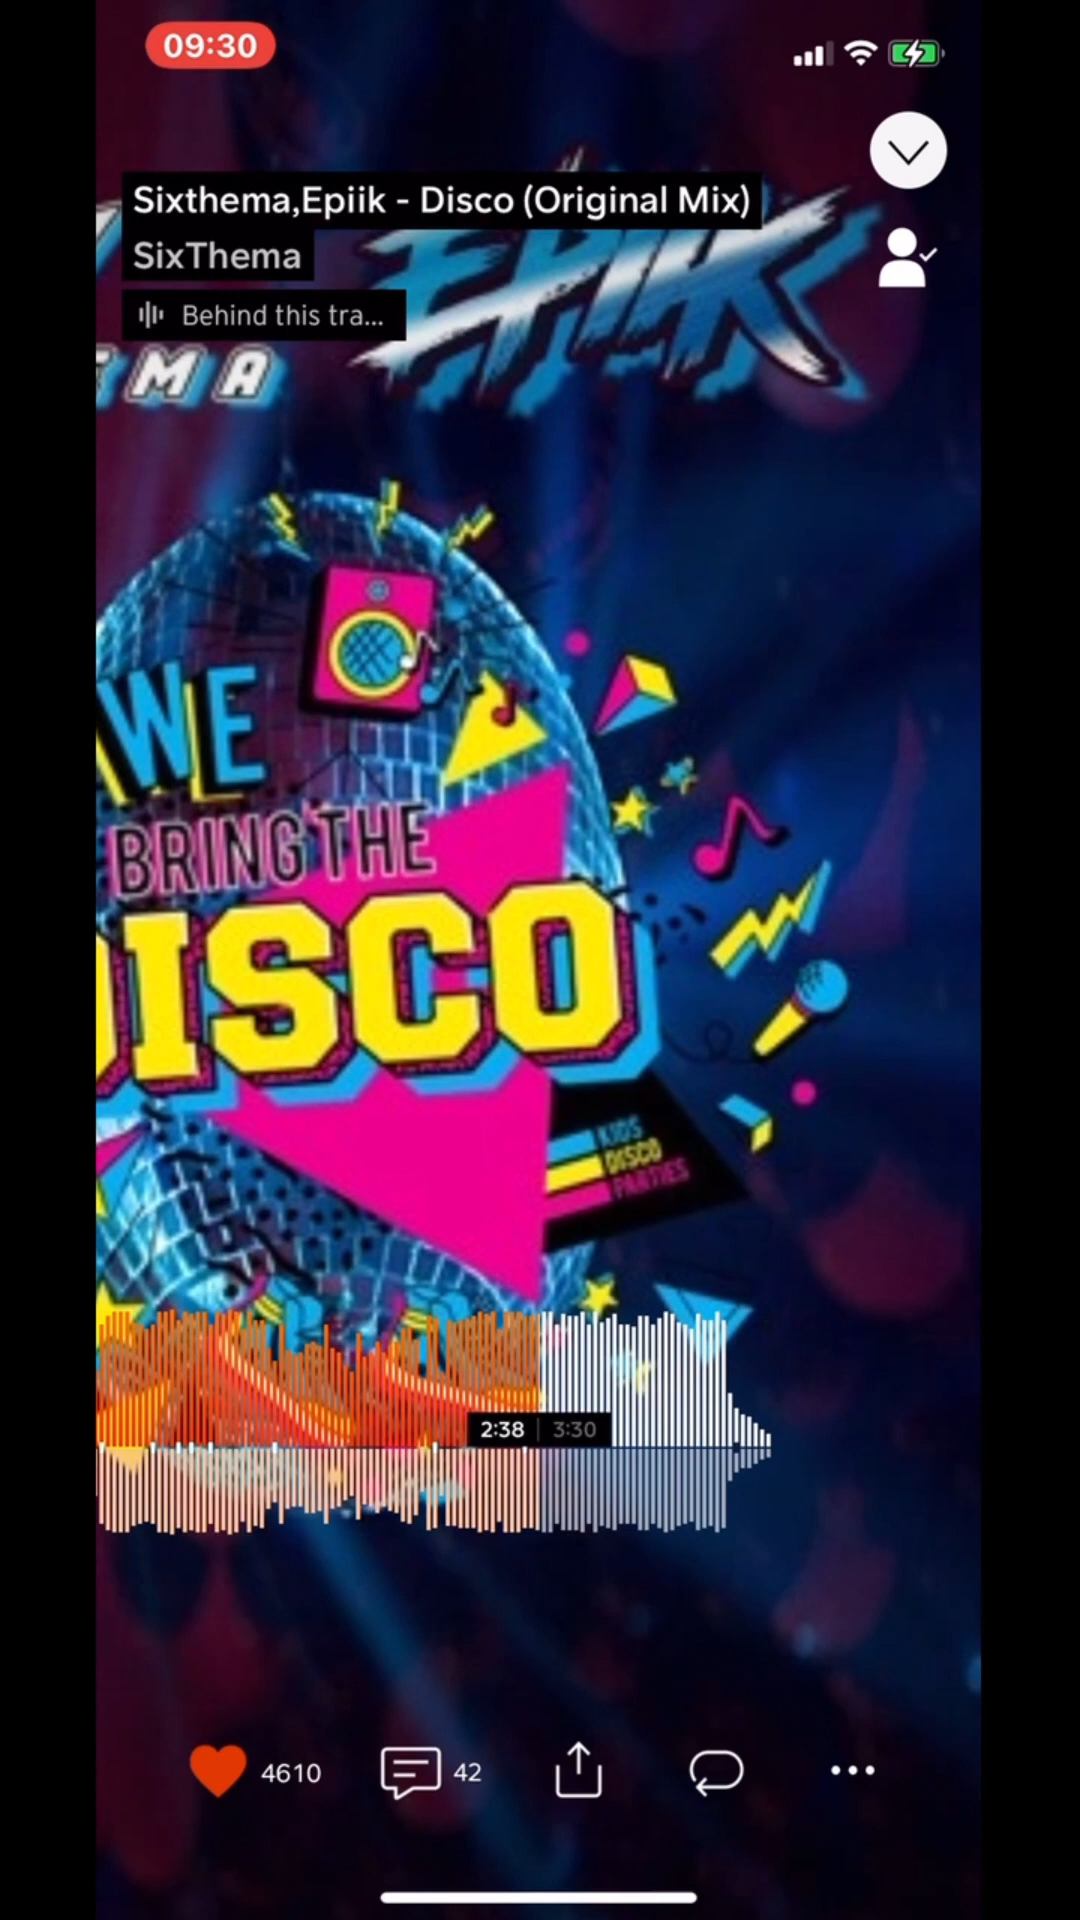 09:30
Sixthema,Epiik - Disco (Original Mix)
SixThema
Behind this tra...
EPIIK
MA
WE
BRING THE
DISCO
KIDS
DISCO
PARTIES
2:38 | 3:30
4610
42